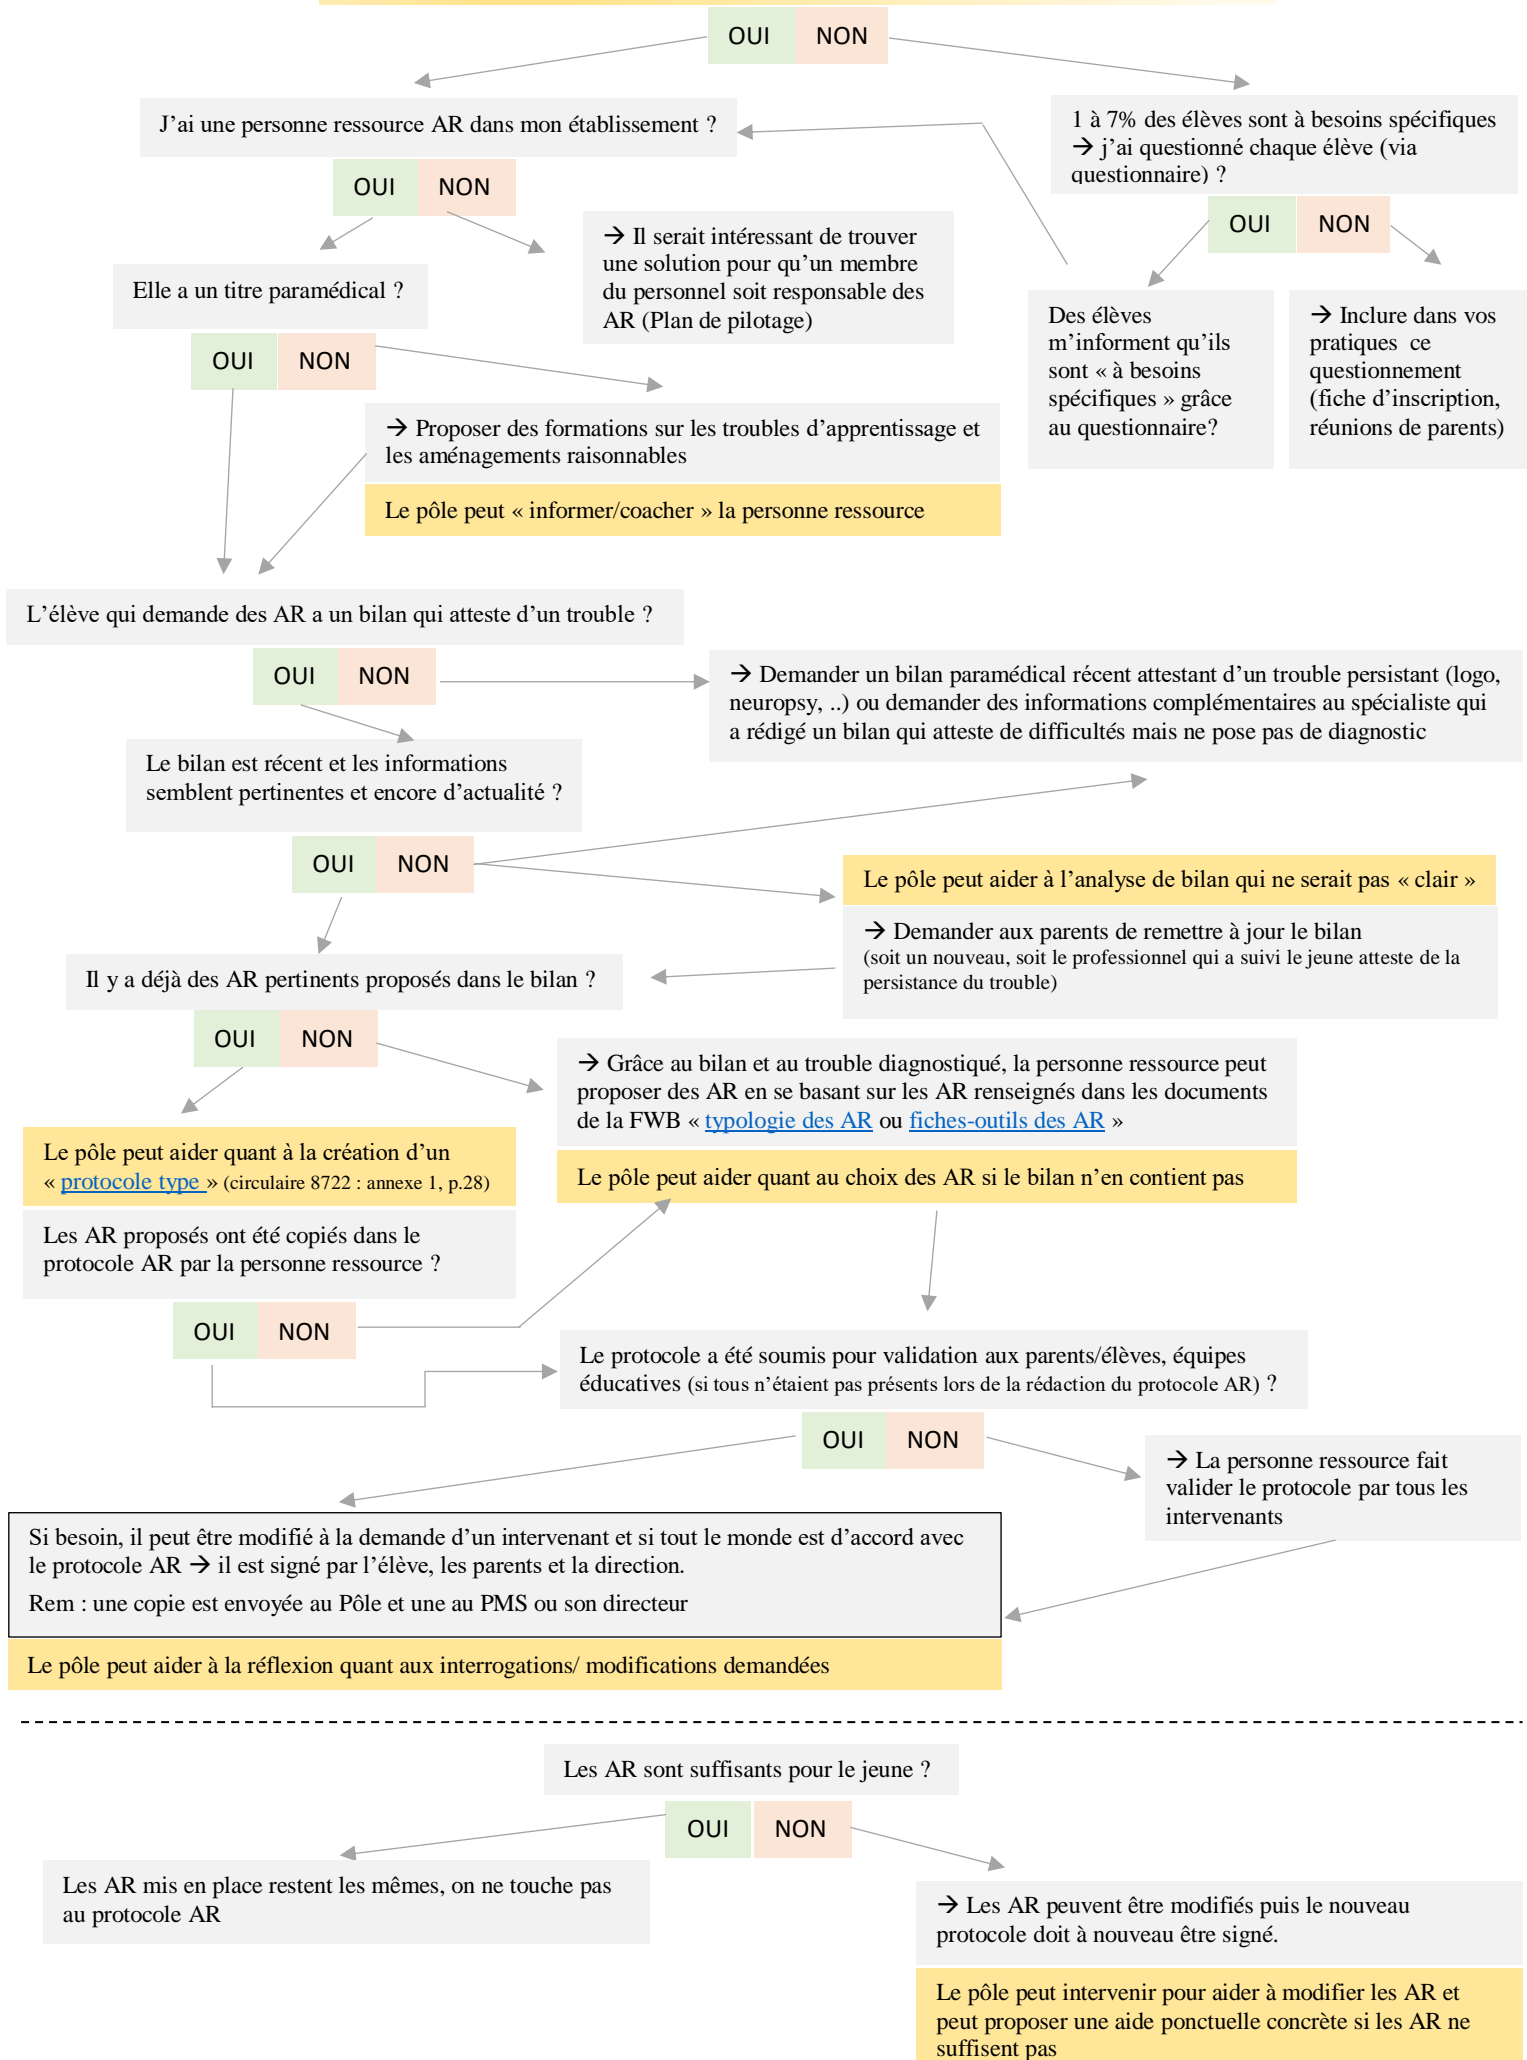 OUI NON
J’ai une personne ressource AR dans mon établissement ?
OUI NON
1 à 7% des élèves sont à besoins spécifiques
→ j’ai questionné chaque élève (via
questionnaire) ?
OUI NON
→ Il serait intéressant de trouver
une solution pour qu’un membre
du personnel soit responsable des
AR (Plan de pilotage)
Elle a un titre paramédical ?
OUI NON
Des élèves
m’informent qu’ils
sont « à besoins
spécifiques » grâce
au questionnaire?
→ Inclure dans vos
pratiques ce
questionnement
(fiche d’inscription,
réunions de parents)
→ Proposer des formations sur les troubles d’apprentissage et
les aménagements raisonnables
Le pôle peut « informer/coacher » la personne ressource
L’élève qui demande des AR a un bilan qui atteste d’un trouble ?
OUI NON
→ Demander un bilan paramédical récent attestant d’un trouble persistant (logo,
neuropsy, ..) ou demander des informations complémentaires au spécialiste qui
a rédigé un bilan qui atteste de difficultés mais ne pose pas de diagnostic
Le bilan est récent et les informations
semblent pertinentes et encore d’actualité ?
OUI NON
Le pôle peut aider à l’analyse de bilan qui ne serait pas « clair »
→ Demander aux parents de remettre à jour le bilan
(soit un nouveau, soit le professionnel qui a suivi le jeune atteste de la
persistance du trouble)
Il y a déjà des AR pertinents proposés dans le bilan ?
OUI NON
→ Grâce au bilan et au trouble diagnostiqué, la personne ressource peut
proposer des AR en se basant sur les AR renseignés dans les documents
de la FWB « typologie des AR ou fiches-outils des AR »
Le pôle peut aider quant au choix des AR si le bilan n’en contient pas
Le pôle peut aider quant à la création d’un
« protocole type » (circulaire 8722 : annexe 1, p.28)
Les AR proposés ont été copiés dans le
protocole AR par la personne ressource ?
OUI NON
Le protocole a été soumis pour validation aux parents/élèves, équipes
éducatives (si tous n’étaient pas présents lors de la rédaction du protocole AR) ?
OUI NON
→ La personne ressource fait
valider le protocole par tous les
intervenants
Si besoin, il peut être modifié à la demande d’un intervenant et si tout le monde est d’accord avec
le protocole AR → il est signé par l’élève, les parents et la direction.
Rem : une copie est envoyée au Pôle et une au PMS ou son directeur
Le pôle peut aider à la réflexion quant aux interrogations/ modifications demandées
Les AR sont suffisants pour le jeune ?
OUI NON
Les AR mis en place restent les mêmes, on ne touche pas
au protocole AR
→ Les AR peuvent être modifiés puis le nouveau
protocole doit à nouveau être signé.
Le pôle peut intervenir pour aider à modifier les AR et
peut proposer une aide ponctuelle concrète si les AR ne
suffisent pas